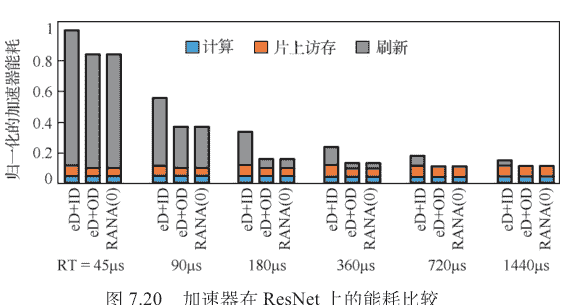 归一化的加速器能耗
1
0.8
0.6
0.4
0.2
0
计算 片上访存 刷新
eD+ID eD+OD RANA(0) eD+ID eD+OD RANA(0) eD+ID eD+OD RANA(0) eD+ID eD+OD RANA(0) eD+ID eD+OD RANA(0) eD+ID eD+OD RANA(0)
RT = 45μs 90μs 180μs 360μs 720μs 1440μs
图 7.20 加速器在 ResNet 上的能耗比较